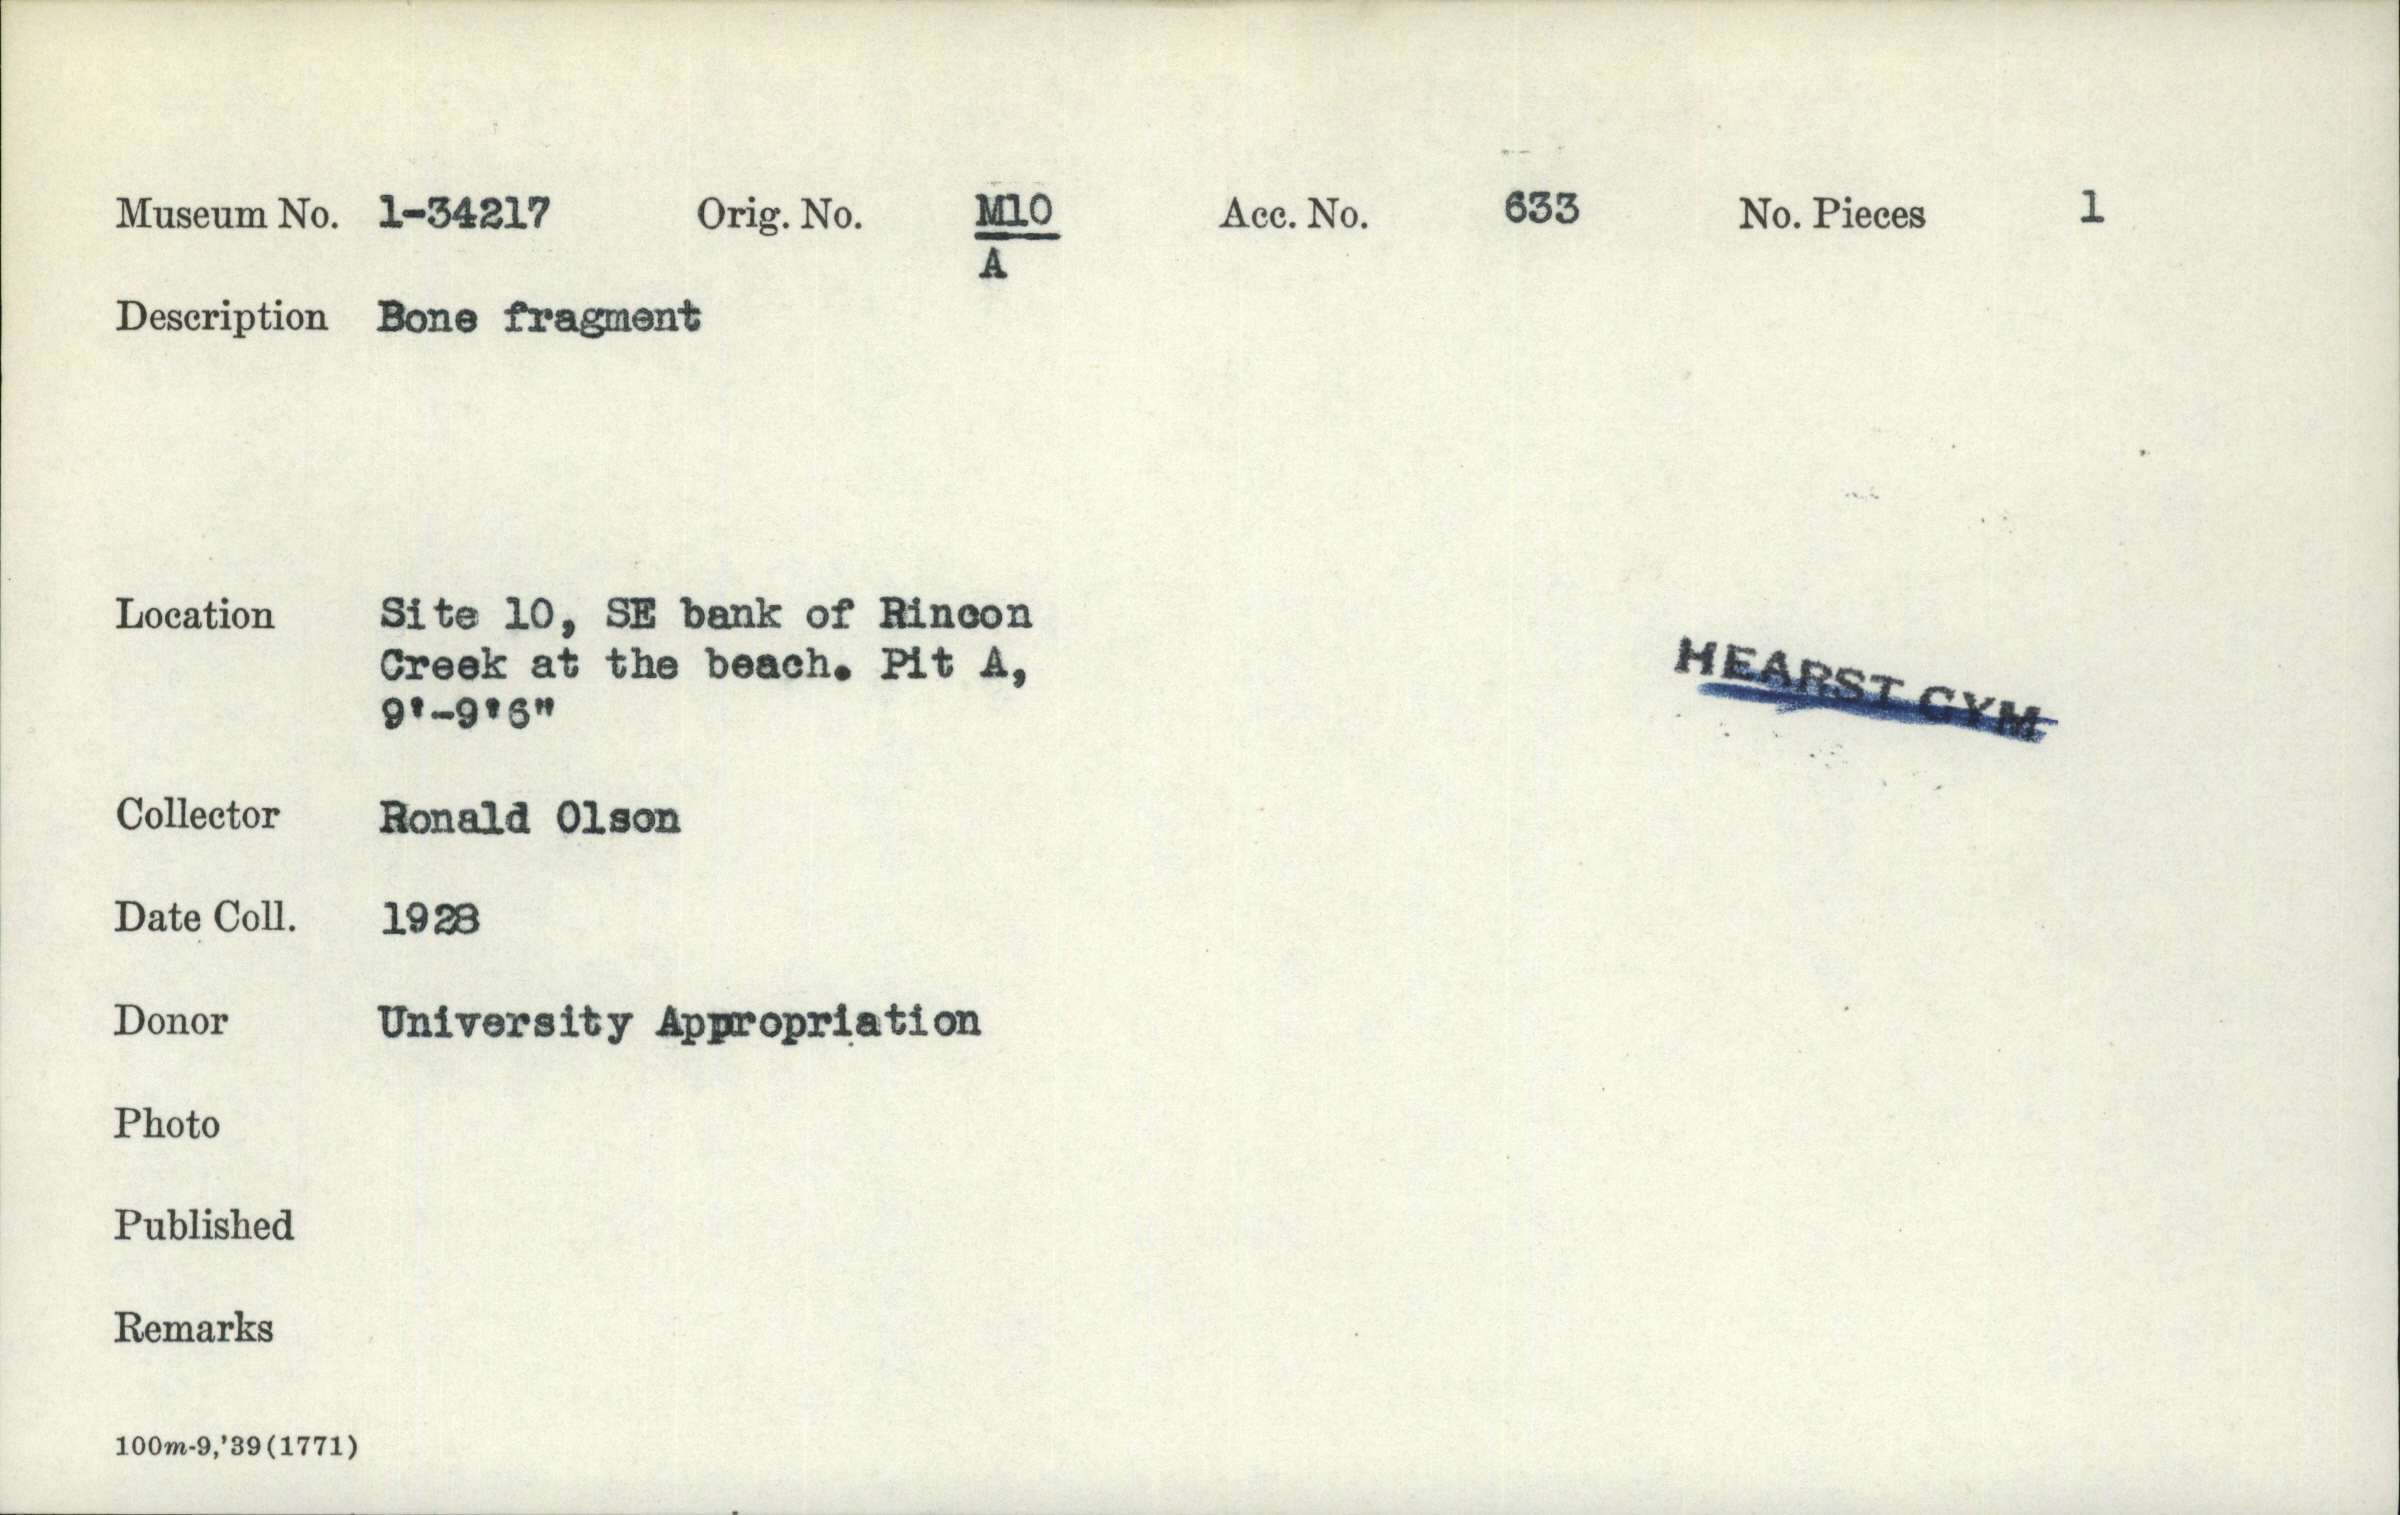 Museum No. 1-34217 Orig. No. M10 Acc. No. 633 No. Pieces 1
A
Description Bone fragment
Location Site 10, SE bank of Rincon
Creek at the beach. Pit A,
9'-9'6"
HEARST GYM
Collector Ronald Olson
Date Coll. 1928
Donor University Appropriation
Photo
Published
Remarks
100m-9,'39(1771)